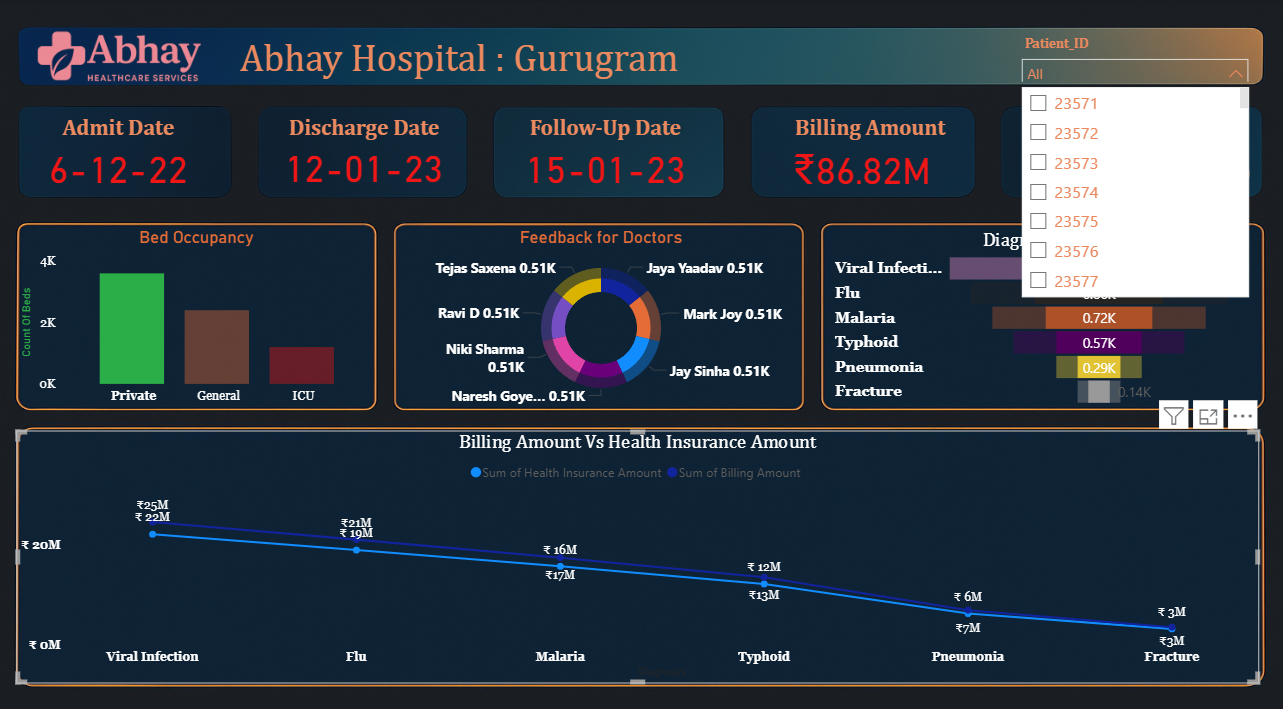 Abhay
HEALTHCARE SERVICES
Abhay Hospital : Gurugram
Patient_ID
All
23571
23572
23573
23574
23575
23576
23577
Admit Date
6-12-22
Discharge Date
12-01-23
Follow-Up Date
15-01-23
Billing Amount
₹86.82M
Bed Occupancy
4K
2K
0K
Count Of Beds
Private
General
ICU
Feedback for Doctors
Tejas Saxena 0.51K
Jaya Yaadav 0.51K
Ravi D 0.51K
Mark Joy 0.51K
Niki Sharma
0.51K
Jay Sinha 0.51K
Naresh Goye... 0.51K
Viral Infecti...
Flu
Malaria
0.72K
Typhoid
0.57K
Pneumonia
0.29K
Fracture
0.14K
Billing Amount Vs Health Insurance Amount
Sum of Health Insurance Amount
Sum of Billing Amount
₹25M
₹ 22M
₹21M
₹ 19M
₹ 16M
₹17M
₹ 12M
₹13M
₹ 6M
₹7M
₹ 3M
₹3M
₹ 20M
₹ 0M
Viral Infection
Flu
Malaria
Typhoid
Pneumonia
Fracture